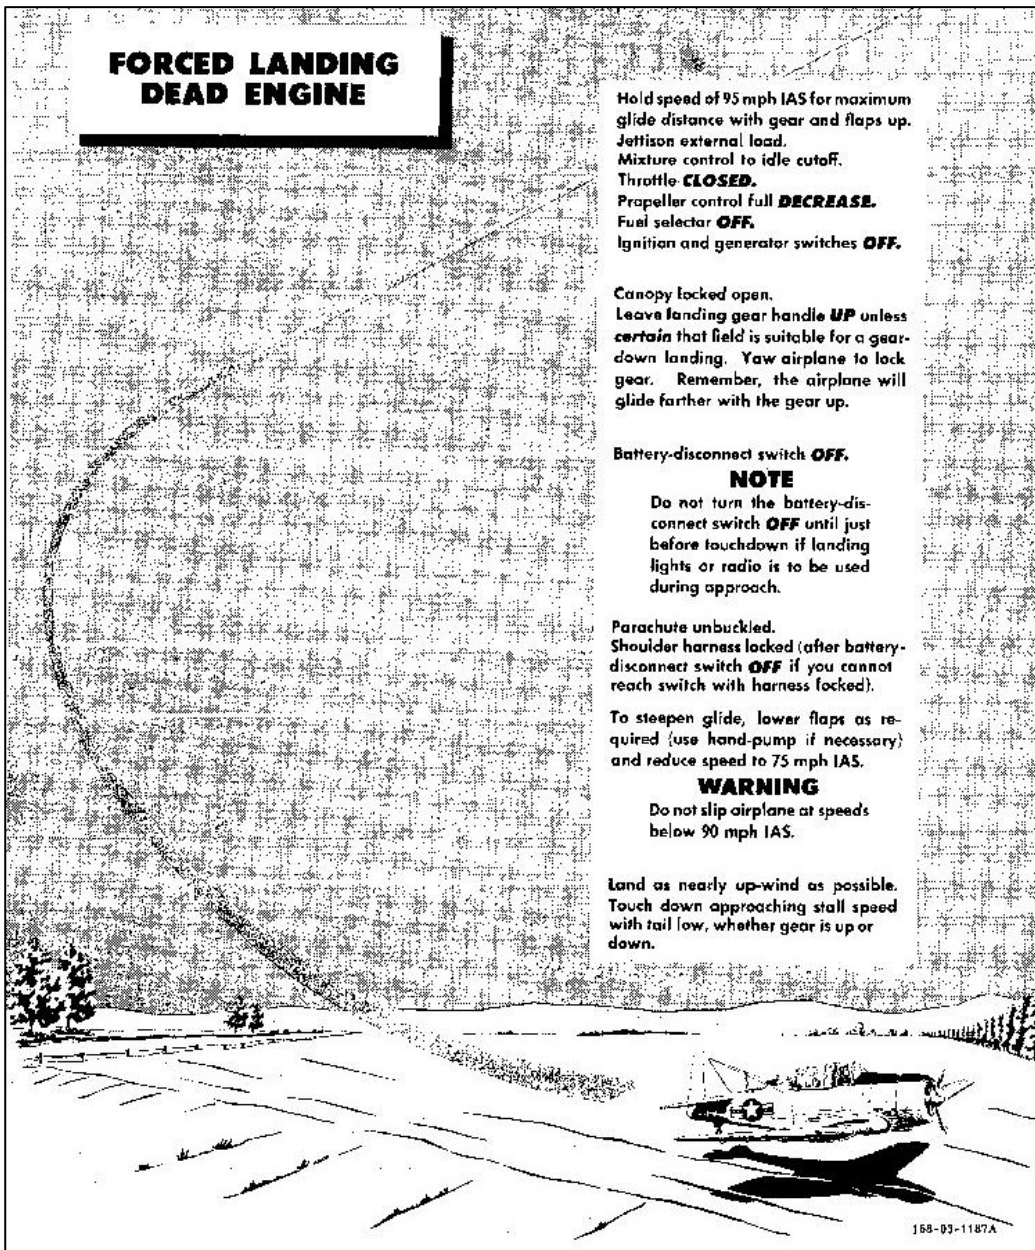 FORCED LANDING
DEAD ENGINE
Hold speed of 95 mph IAS for maximum
glide distance with gear and flaps up.
Jettison external load.
Mixture control to idle cutoff.
Throttle CLOSED.
Propeller control full DECREASE.
Fuel selector OFF.
Ignition and generator switches OFF.
Canopy locked open.
Leave landing gear handle UP unless
certain that field is suitable for a gear-
down landing. Yaw airplane to lock
gear. Remember, the airplane will
glide farther with the gear up.
Battery-disconnect switch OFF.
NOTE
Do not turn the battery-dis-
connect switch OFF until just
before touchdown if landing
lights or radio is to be used
during approach.
Parachute unbuckled.
Shoulder harness locked (after battery-
disconnect switch OFF if you cannot
reach switch with harness locked).
To steepen glide, lower flaps as re-
quired (use hand-pump if necessary)
and reduce speed to 75 mph IAS.
WARNING
Do not slip airplane at speeds
below 90 mph IAS.
Land as nearly up-wind as possible.
Touch down approaching stall speed
with tail low, whether gear is up or
down.
168-93-1187A